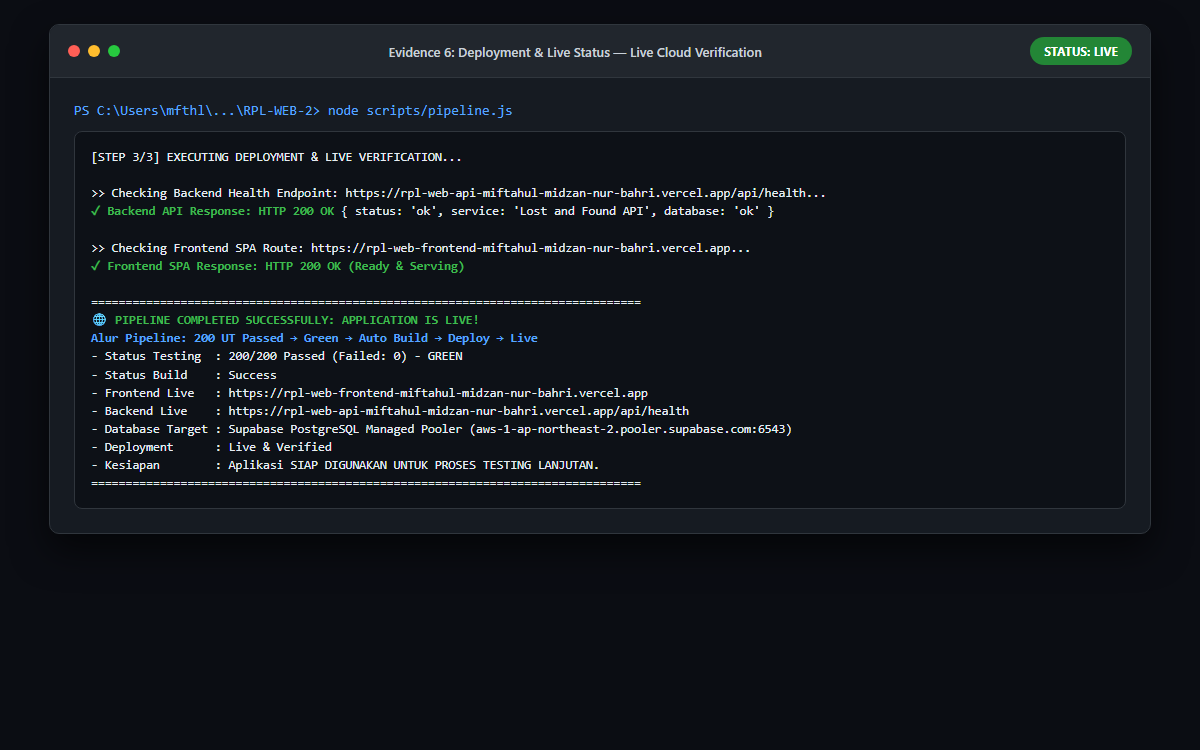 Evidence 6: Deployment & Live Status — Live Cloud Verification
STATUS: LIVE
PS C:\Users\mfthl\...\RPL-WEB-2> node scripts/pipeline.js
[STEP 3/3] EXECUTING DEPLOYMENT & LIVE VERIFICATION...
>> Checking Backend Health Endpoint: https://rpl-web-api-miftahul-midzan-nur-bahri.vercel.app/api/health...
✓ Backend API Response: HTTP 200 OK { status: 'ok', service: 'Lost and Found API', database: 'ok' }
>> Checking Frontend SPA Route: https://rpl-web-frontend-miftahul-midzan-nur-bahri.vercel.app...
✓ Frontend SPA Response: HTTP 200 OK (Ready & Serving)
================================================================================
🌐 PIPELINE COMPLETED SUCCESSFULLY: APPLICATION IS LIVE!
Alur Pipeline: 200 UT Passed → Green → Auto Build → Deploy → Live
- Status Testing  : 200/200 Passed (Failed: 0) - GREEN
- Status Build    : Success
- Frontend Live   : https://rpl-web-frontend-miftahul-midzan-nur-bahri.vercel.app
- Backend Live    : https://rpl-web-api-miftahul-midzan-nur-bahri.vercel.app/api/health
- Database Target : Supabase PostgreSQL Managed Pooler (aws-1-ap-northeast-2.pooler.supabase.com:6543)
- Deployment      : Live & Verified
- Kesiapan        : Aplikasi SIAP DIGUNAKAN UNTUK PROSES TESTING LANJUTAN.
================================================================================